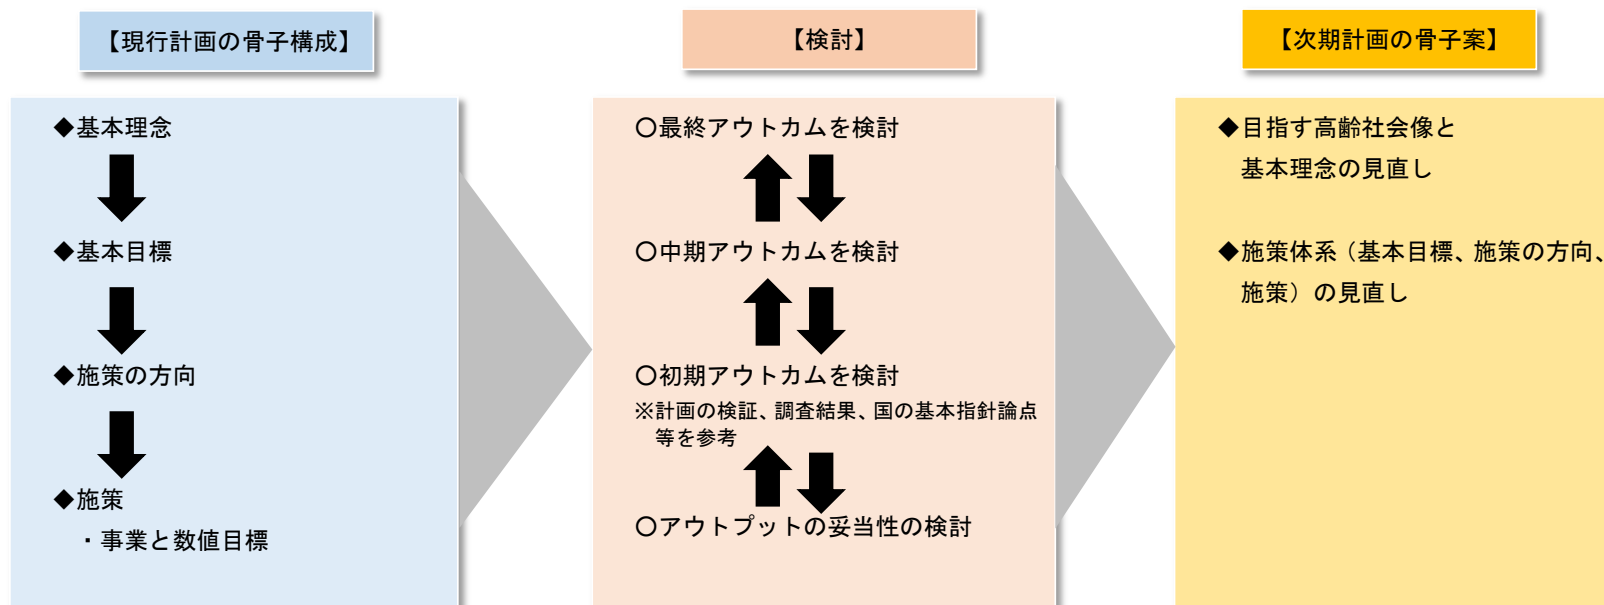 【現行計画の骨子構成】
◆基本理念
◆基本目標
◆施策の方向
◆施策
・事業と数値目標
【検討】
〇最終アウトカムを検討
〇中期アウトカムを検討
〇初期アウトカムを検討
※計画の検証、調査結果、国の基本指針論点
等を参考
〇アウトプットの妥当性の検討
【次期計画の骨子案】
◆目指す高齢社会像と
基本理念の見直し
◆施策体系（基本目標、施策の方向、
施策）の見直し